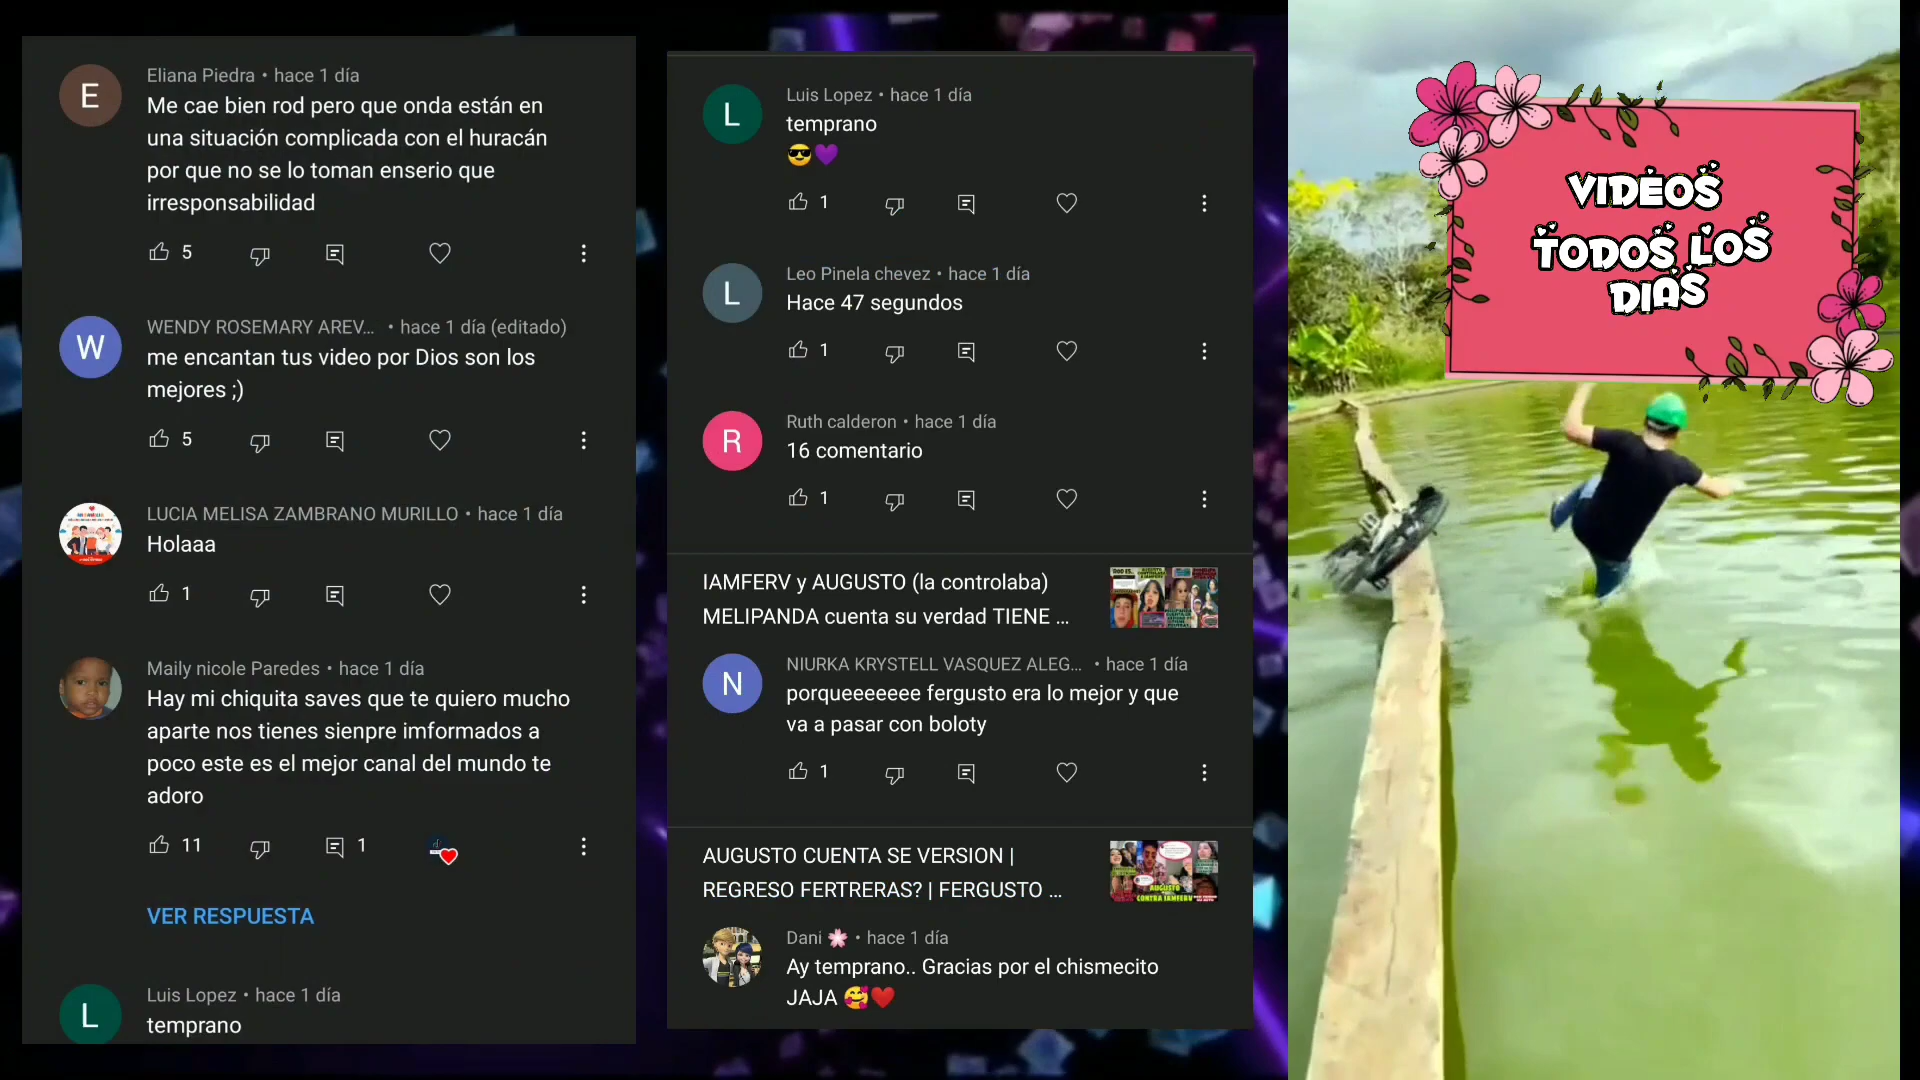 E
Eliana Piedra • hace 1 día
Me cae bien rod pero que onda están en
una situación complicada con el huracán
por que no se lo toman enserio que
irresponsabilidad
5
W
WENDY ROSEMARY AREV... • hace 1 día (editado)
me encantan tus video por Dios son los
mejores ;)
5
LUCIA MELISA ZAMBRANO MURILLO • hace 1 día
Holaaa
1
Maily nicole Paredes • hace 1 día
Hay mi chiquita saves que te quiero mucho
aparte nos tienes sienpre imformados a
poco este es el mejor canal del mundo te
adoro
11
1
VER RESPUESTA
L
Luis Lopez • hace 1 día
temprano
L
Luis Lopez • hace 1 día
temprano
😎💜
1
L
Leo Pinela chevez • hace 1 día
Hace 47 segundos
1
R
Ruth calderon • hace 1 día
16 comentario
1
IAMFERV y AUGUSTO (la controlaba)
MELIPANDA cuenta su verdad TIENE ...
N
NIURKA KRYSTELL VASQUEZ ALEG... • hace 1 día
porqueeeeeee fergusto era lo mejor y que
va a pasar con boloty
1
AUGUSTO CUENTA SE VERSION |
REGRESO FERTRERAS? | FERGUSTO ...
AUGUSTO
CONTRA IAMFERV
Dani 🌸 • hace 1 día
Ay temprano.. Gracias por el chismecito
JAJA 🥰❤️
VIDEOS
TODOS LOS
DIAS